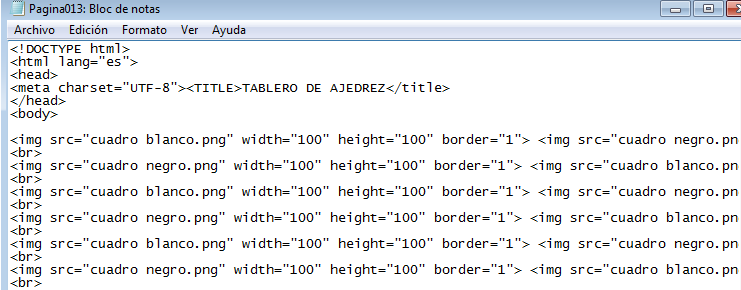 Pagina013: Bloc de notas
Archivo Edición Formato Ver Ayuda
<!DOCTYPE html>
<html lang="es">
<head>
<meta charset="UTF-8"><TITLE>TABLERO DE AJEDREZ</title>
</head>
<body>
<img src="cuadro blanco.png" width="100" height="100" border="1"> <img src="cuadro negro.pn
<br>
<img src="cuadro negro.png" width="100" height="100" border="1"> <img src="cuadro blanco.pn
<br>
<img src="cuadro blanco.png" width="100" height="100" border="1"> <img src="cuadro negro.pn
<br>
<img src="cuadro negro.png" width="100" height="100" border="1"> <img src="cuadro blanco.pn
<br>
<img src="cuadro blanco.png" width="100" height="100" border="1"> <img src="cuadro negro.pn
<br>
<img src="cuadro negro.png" width="100" height="100" border="1"> <img src="cuadro blanco.pn
<br>